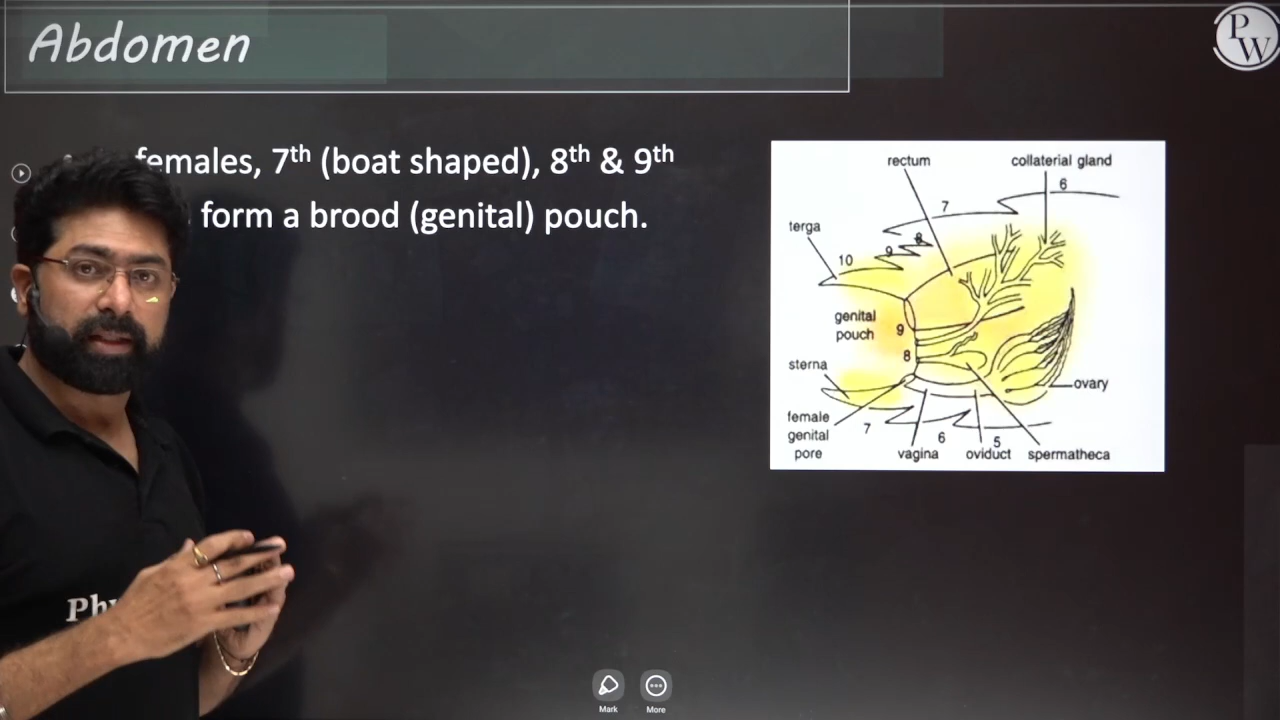 Abdomen
PW
females, 7th (boat shaped), 8th & 9th
form a brood (genital) pouch.
rectum
collaterial gland
6
7
terga
8
9
10
genital
pouch
9
8
sterna
ovary
female
genital
pore
7
6
5
vagina
oviduct
spermatheca
Mark
More